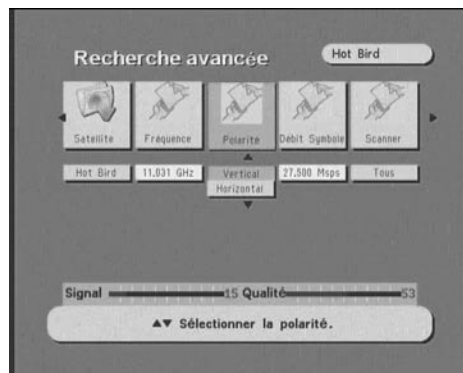 Recherche avancée
Hot Bird
Satellite Fréquence Polarité Débit Symbole Scanner
Hot Bird 11.031 GHz Vertical 27.500 Msps Tous
Horizontal
Signal 15 Qualité 53
▲▼ Sélectionner la polarité.